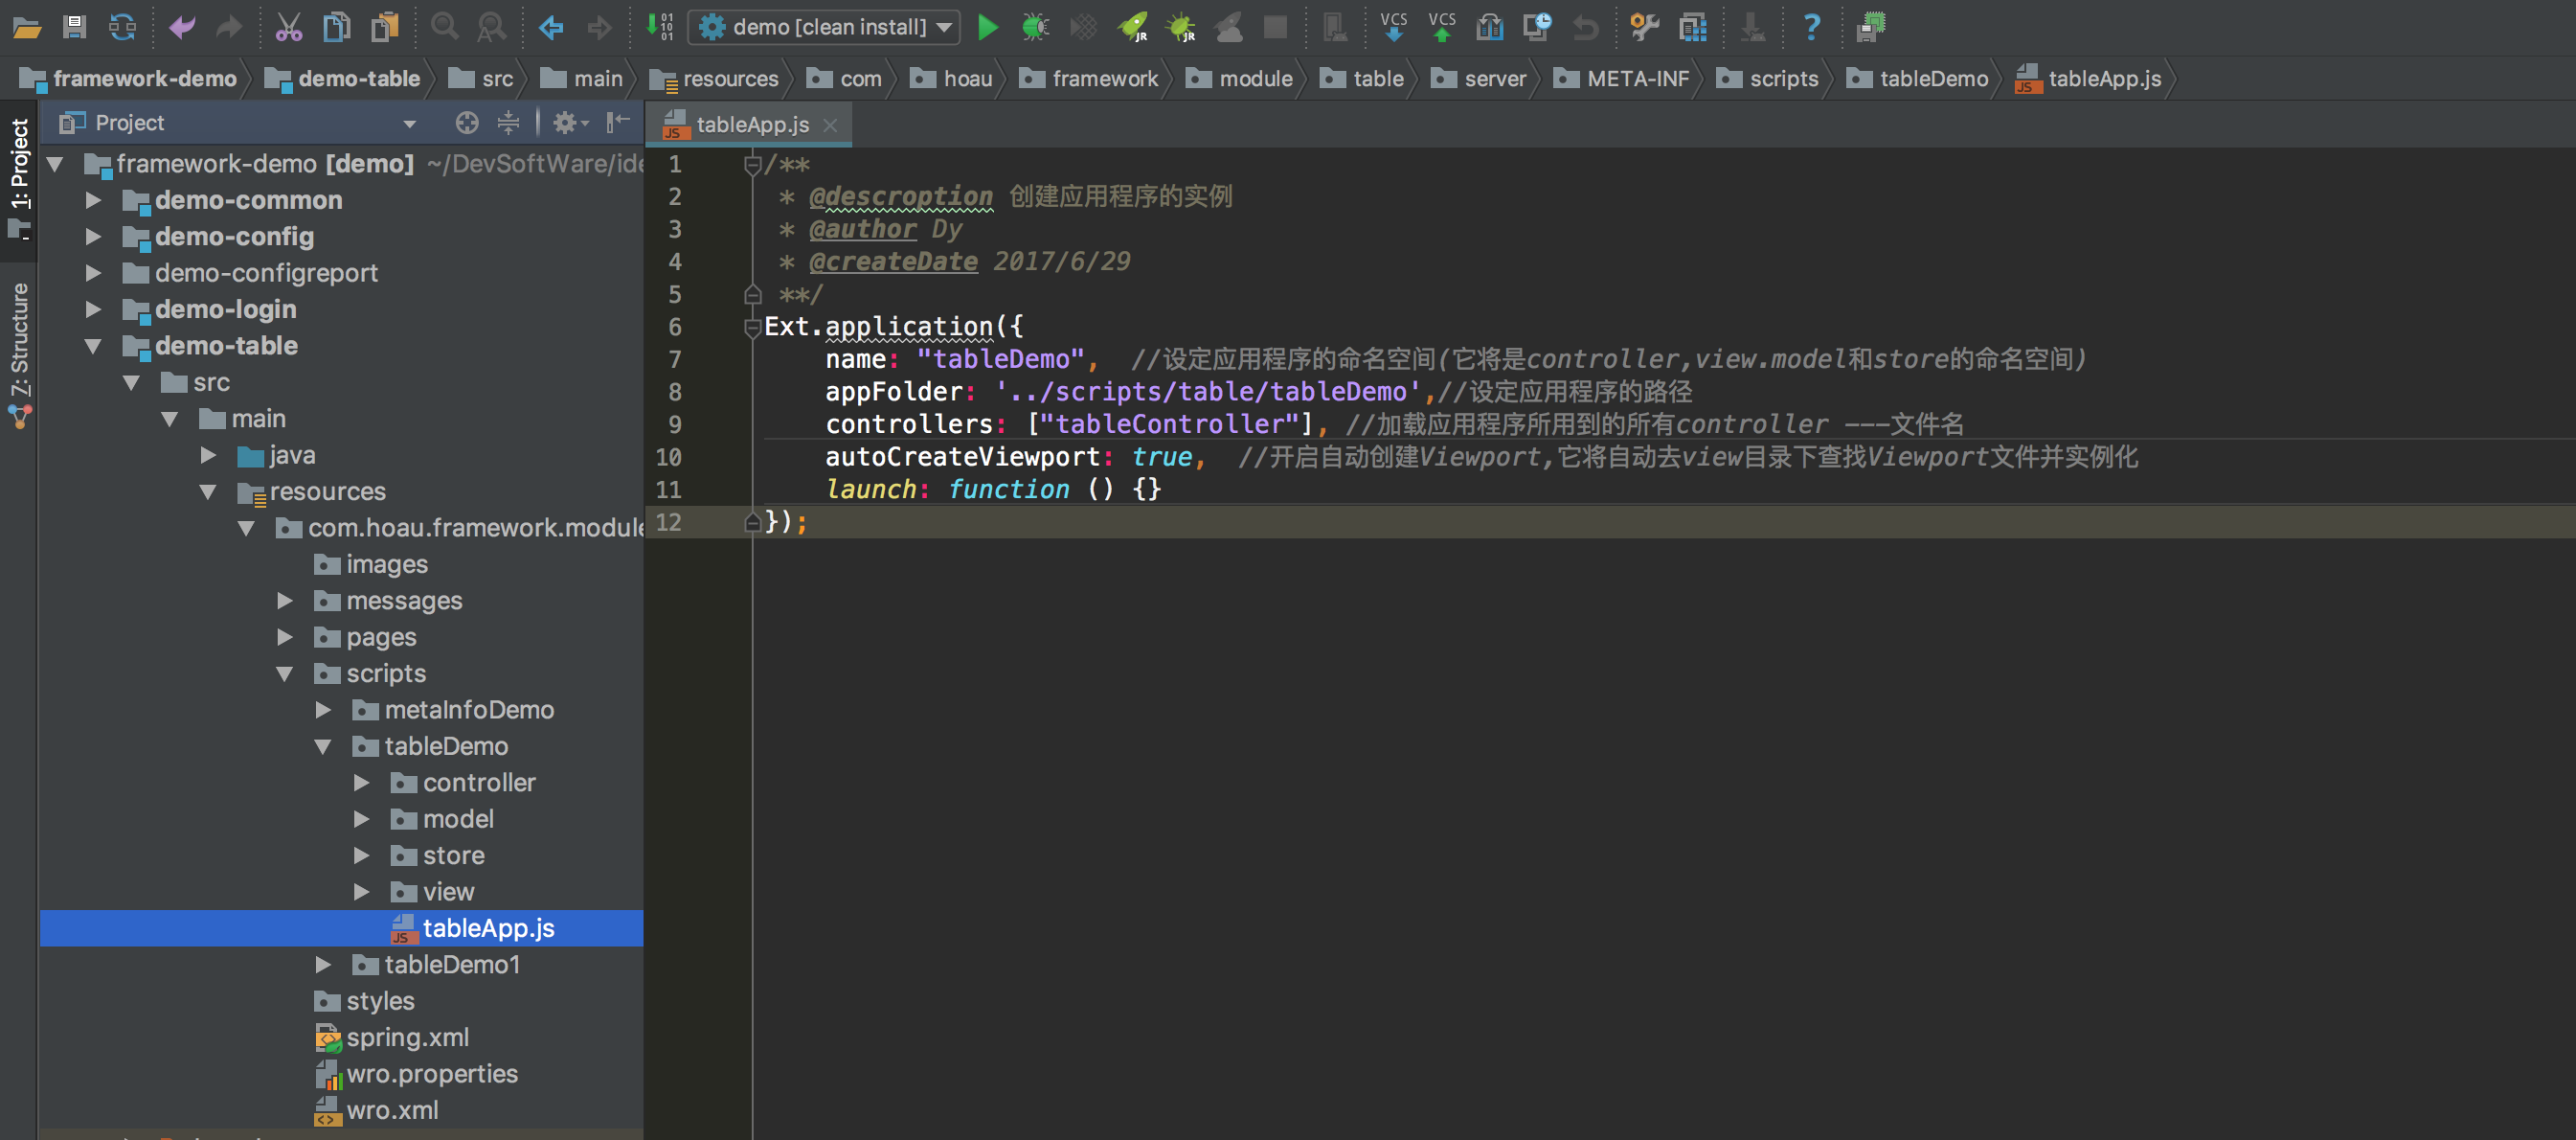 demo [clean install]
VCS VCS
framework-demo demo-table src main resources com hoau framework module table server META-INF scripts tableDemo tableApp.js
1: Project
7: Structure
Project
framework-demo [demo] ~/DevSoftWare/ide
demo-common
demo-config
demo-configreport
demo-login
demo-table
src
main
java
resources
com.hoau.framework.module
images
messages
pages
scripts
metaInfoDemo
tableDemo
controller
model
store
view
tableApp.js
tableDemo1
styles
spring.xml
wro.properties
wro.xml
tableApp.js
1 /**
2 * @descroption 创建应用程序的实例
3 * @author Dy
4 * @createDate 2017/6/29
5 **/
6 Ext.application({
7 name: "tableDemo", //设定应用程序的命名空间(它将是controller,view.model和store的命名空间)
8 appFolder: '../scripts/table/tableDemo',//设定应用程序的路径
9 controllers: ["tableController"], //加载应用程序所用到的所有controller ---文件名
10 autoCreateViewport: true, //开启自动创建Viewport,它将自动去view目录下查找Viewport文件并实例化
11 launch: function () {}
12 });